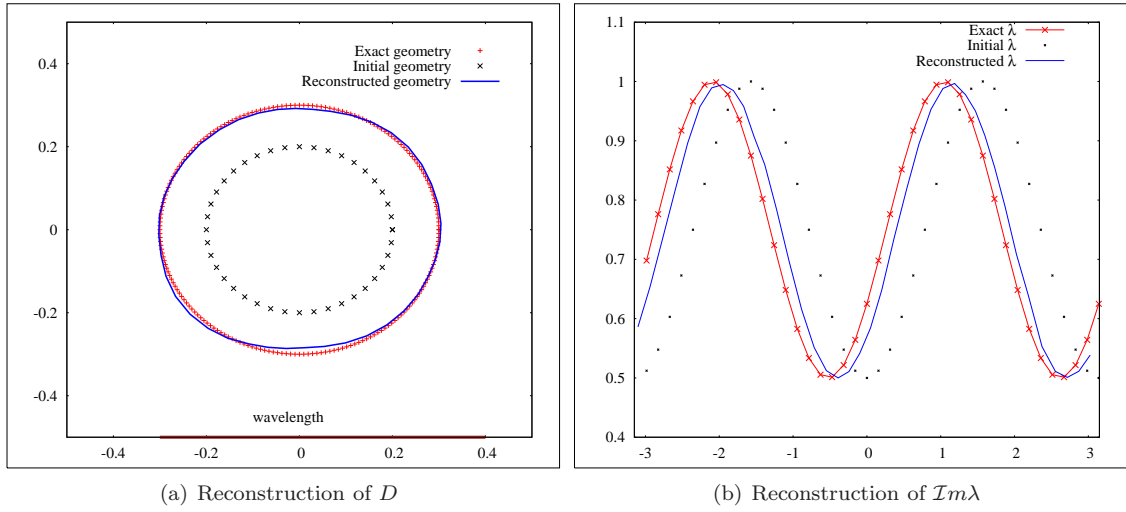 0.4
0.2
0
-0.2
-0.4
-0.4
-0.2
0
0.2
0.4
Exact geometry
Initial geometry
Reconstructed geometry
wavelength
(a) Reconstruction of D
1.1
1
0.9
0.8
0.7
0.6
0.5
0.4
-3
-2
-1
0
1
2
3
Exact λ
Initial λ
Reconstructed λ
(b) Reconstruction of Imλ